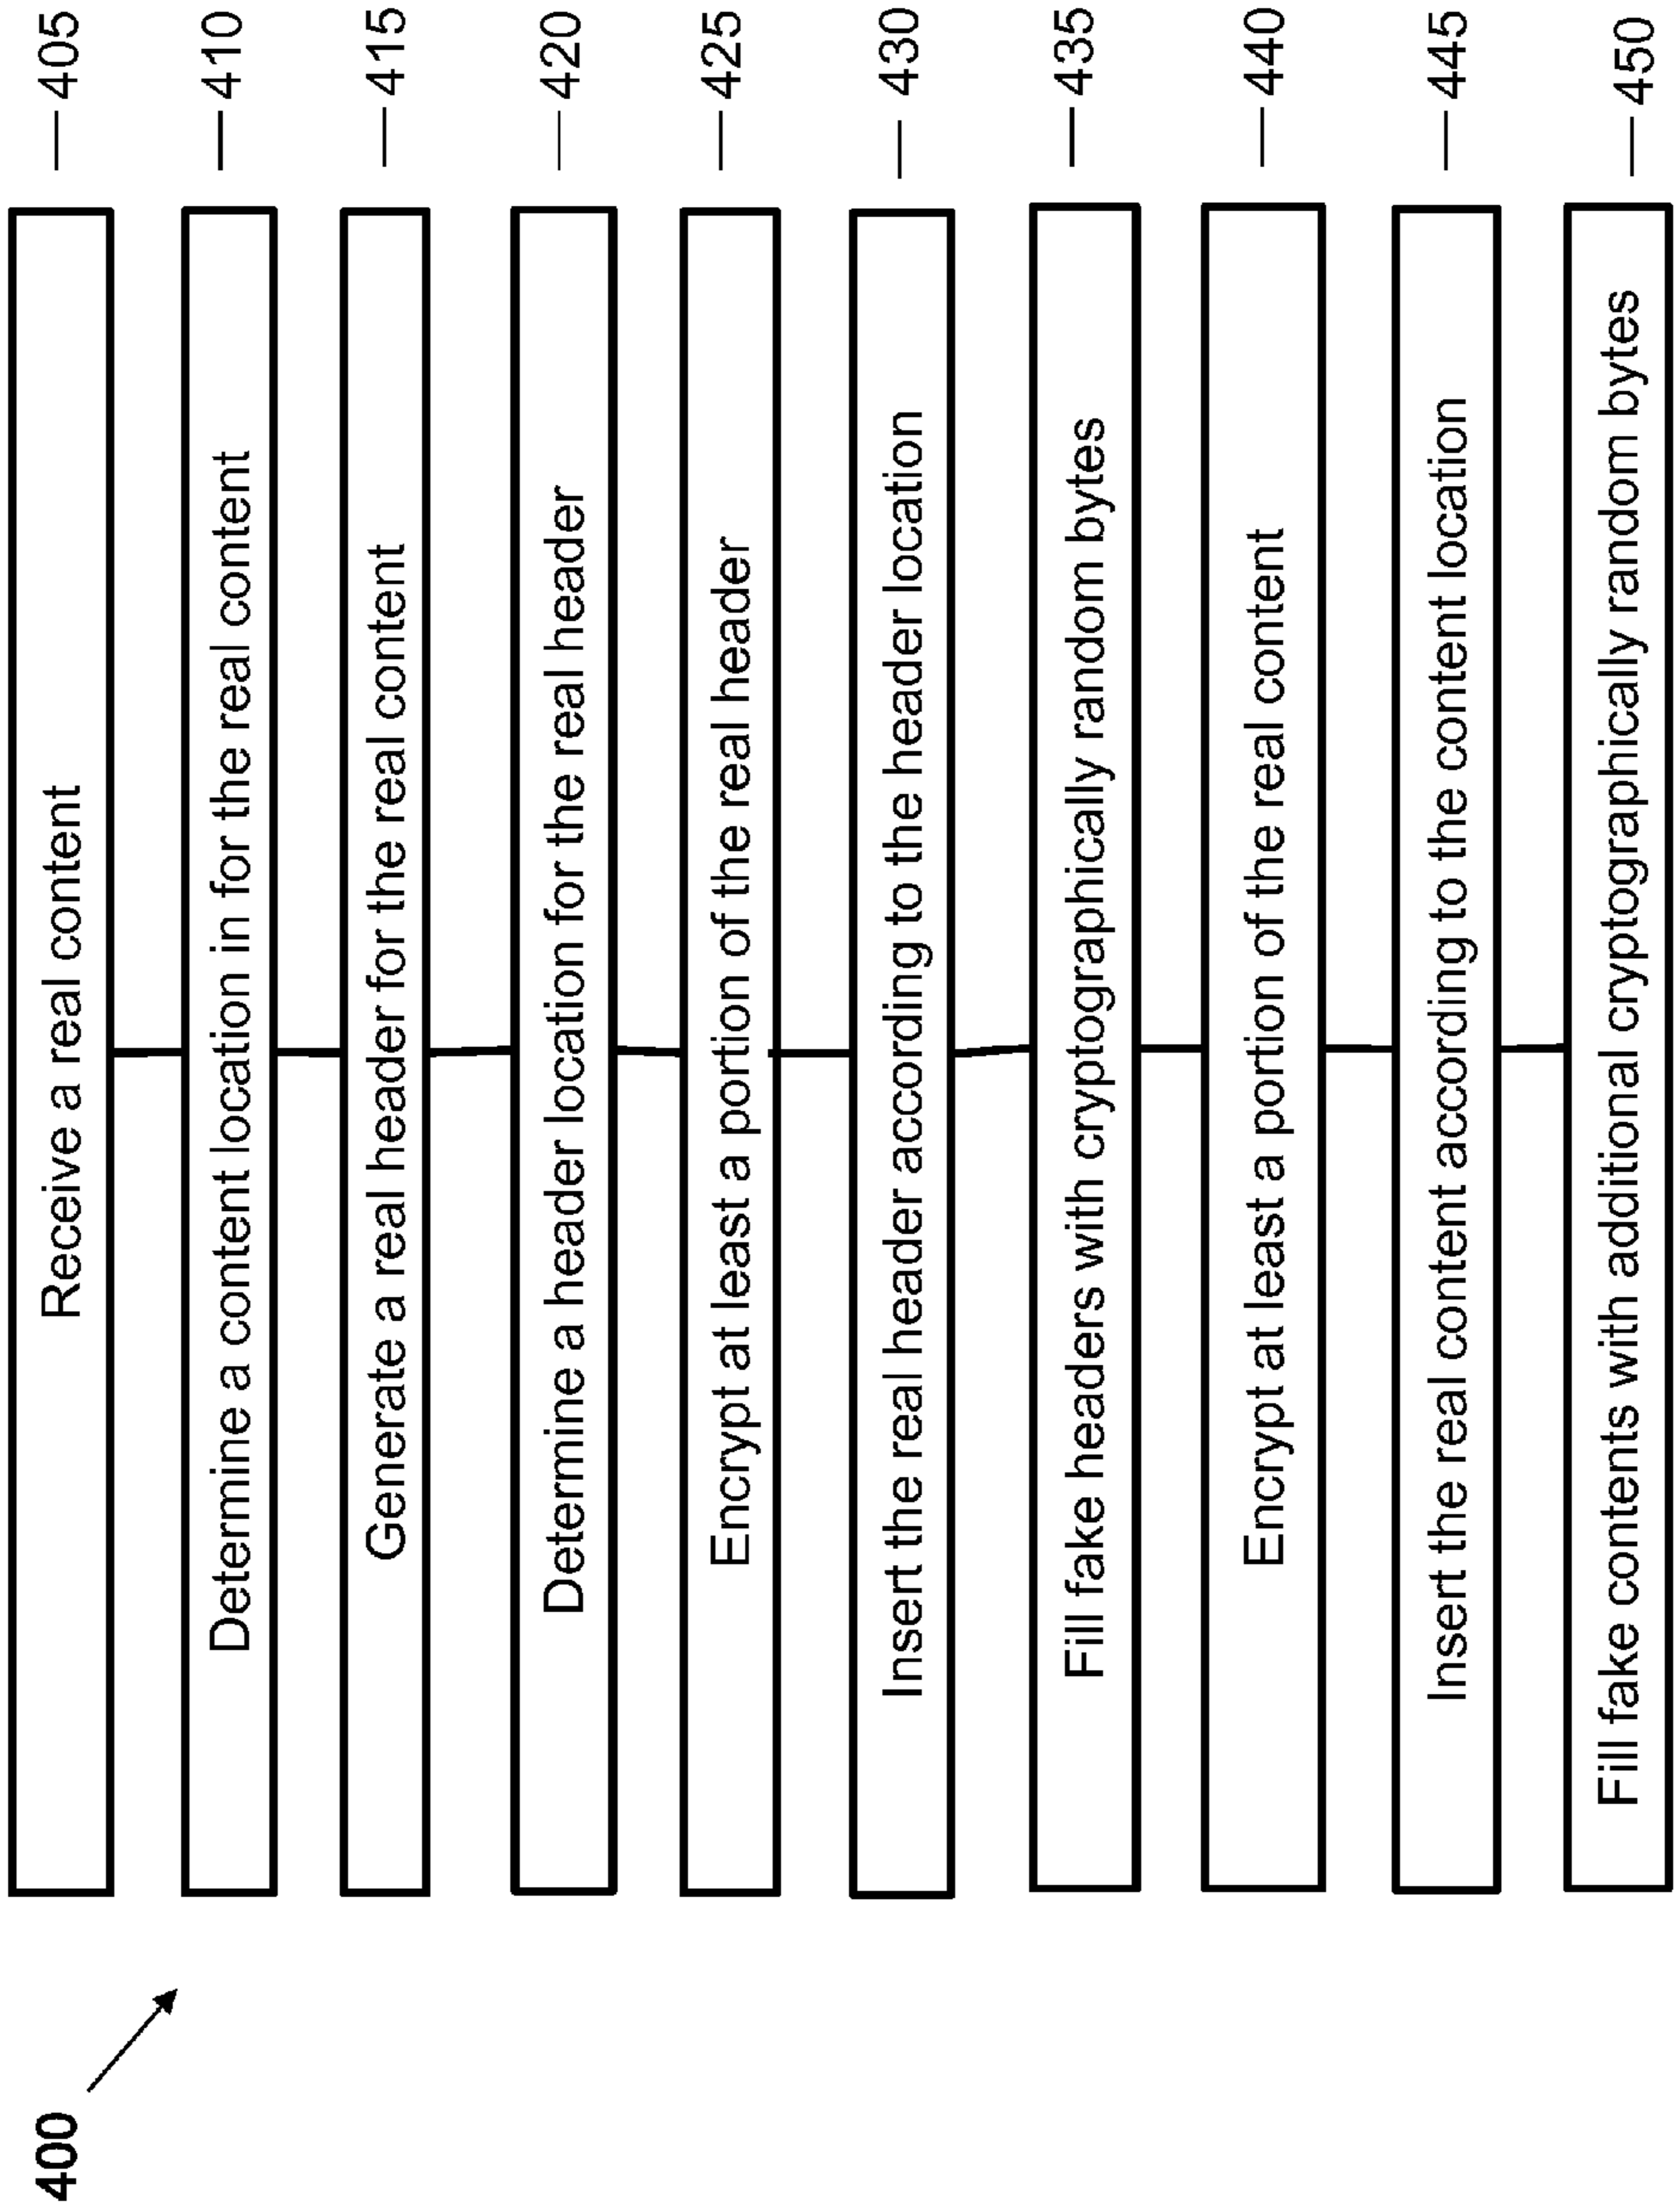 400
Receive a real content — 405
Determine a content location in for the real content — 410
Generate a real header for the real content — 415
Determine a header location for the real header — 420
Encrypt at least a portion of the real header — 425
Insert the real header according to the header location — 430
Fill fake headers with cryptographically random bytes — 435
Encrypt at least a portion of the real content — 440
Insert the real content according to the content location — 445
Fill fake contents with additional cryptographically random bytes — 450